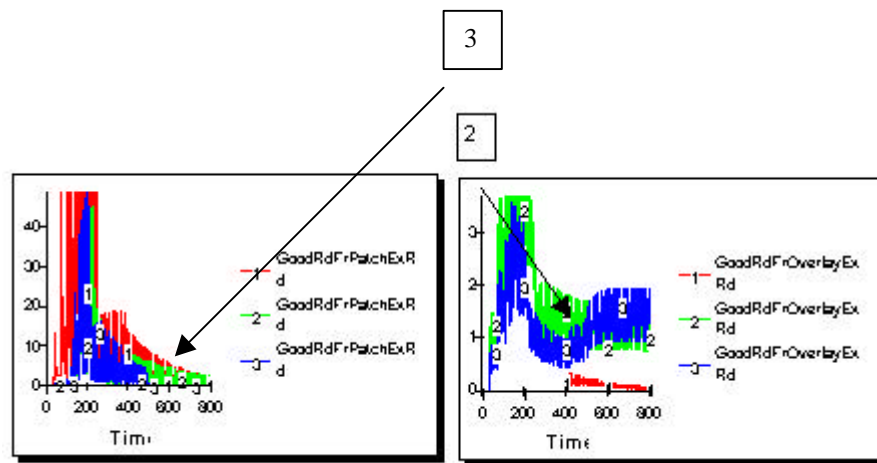 3
2
40
30
20
10
0
0 200 400 600 800
Time
1 GoodRdFrPatchExR
d
2 GoodRdFrPatchExR
d
3 GoodRdFrPatchExR
d
3
2
1
0
0 200 400 600 800
Time
1 GoodRdFrOverlayEx
Rd
2 GoodRdFrOverlayEx
Rd
3 GoodRdFrOverlayEx
Rd